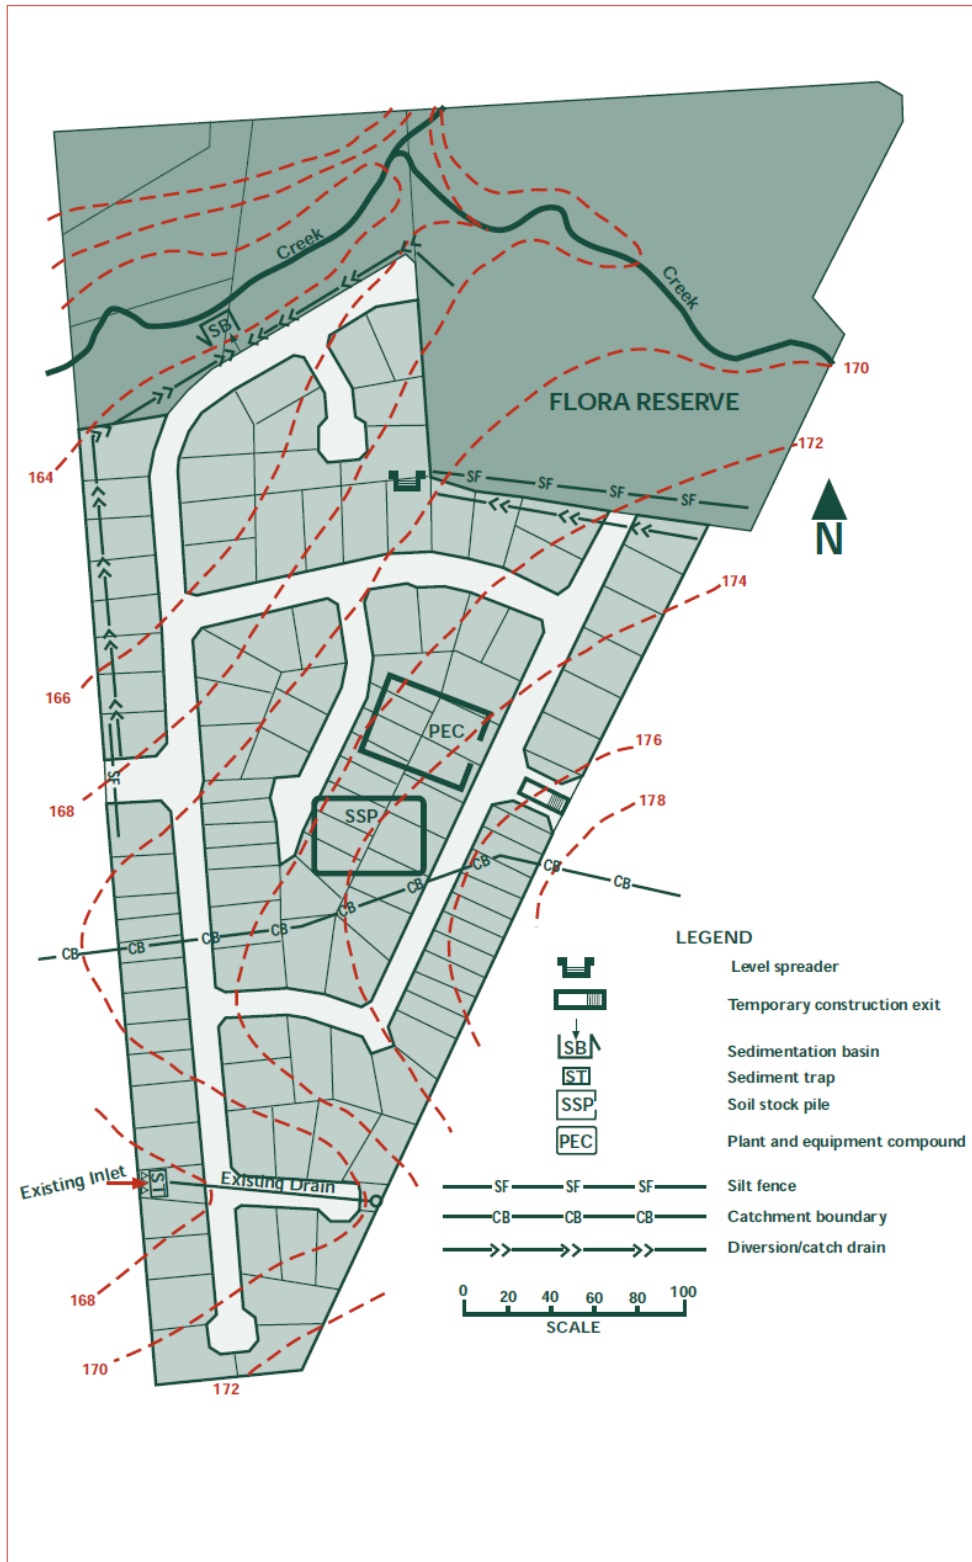 Creek
Creek
SB
170
FLORA RESERVE
172
164
SF
SF
SF
SF
N
174
166
PEC
176
SF
168
178
SSP
CB
CB
CB
CB
CB
CB
CB
CB
LEGEND
Level spreader
Temporary construction exit
SB
Sedimentation basin
ST
Sediment trap
SSP
Soil stock pile
PEC
Plant and equipment compound
Existing Inlet
ST
Existing Drain
SF SF SF
Silt fence
CB CB CB
Catchment boundary
Diversion/catch drain
168
0 20 40 60 80 100
SCALE
170
172